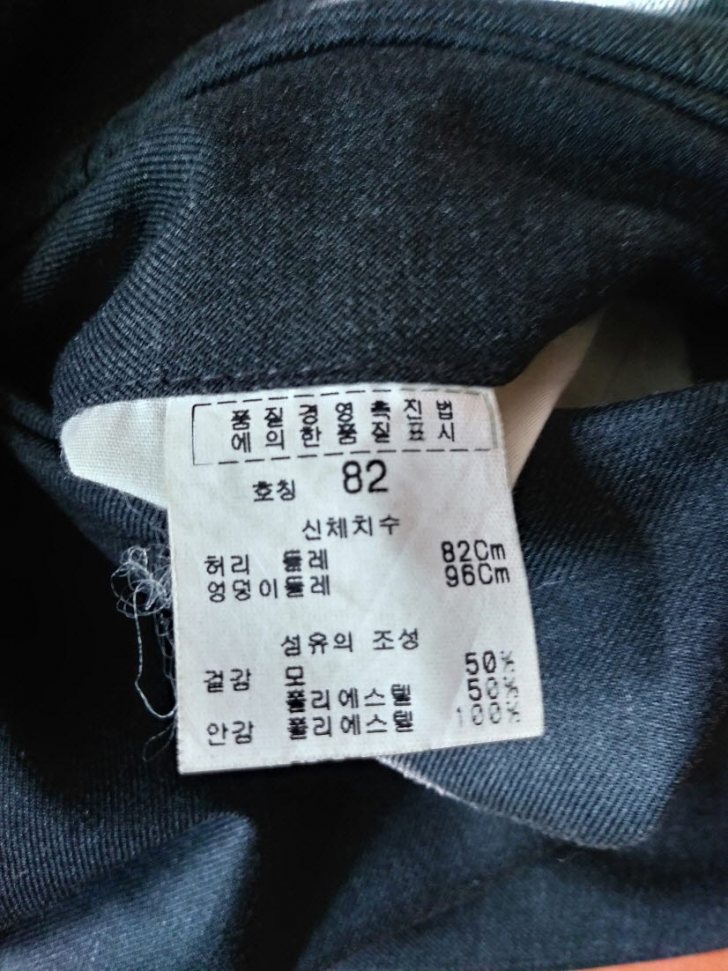 품질경영촉진법
에의한품질표시
호칭 82
신체치수
허리 둘레 82Cm
엉덩이둘레 96Cm
섬유의 조성
겉감 모 50%
폴리에스텔 50%
안감 폴리에스텔 100%